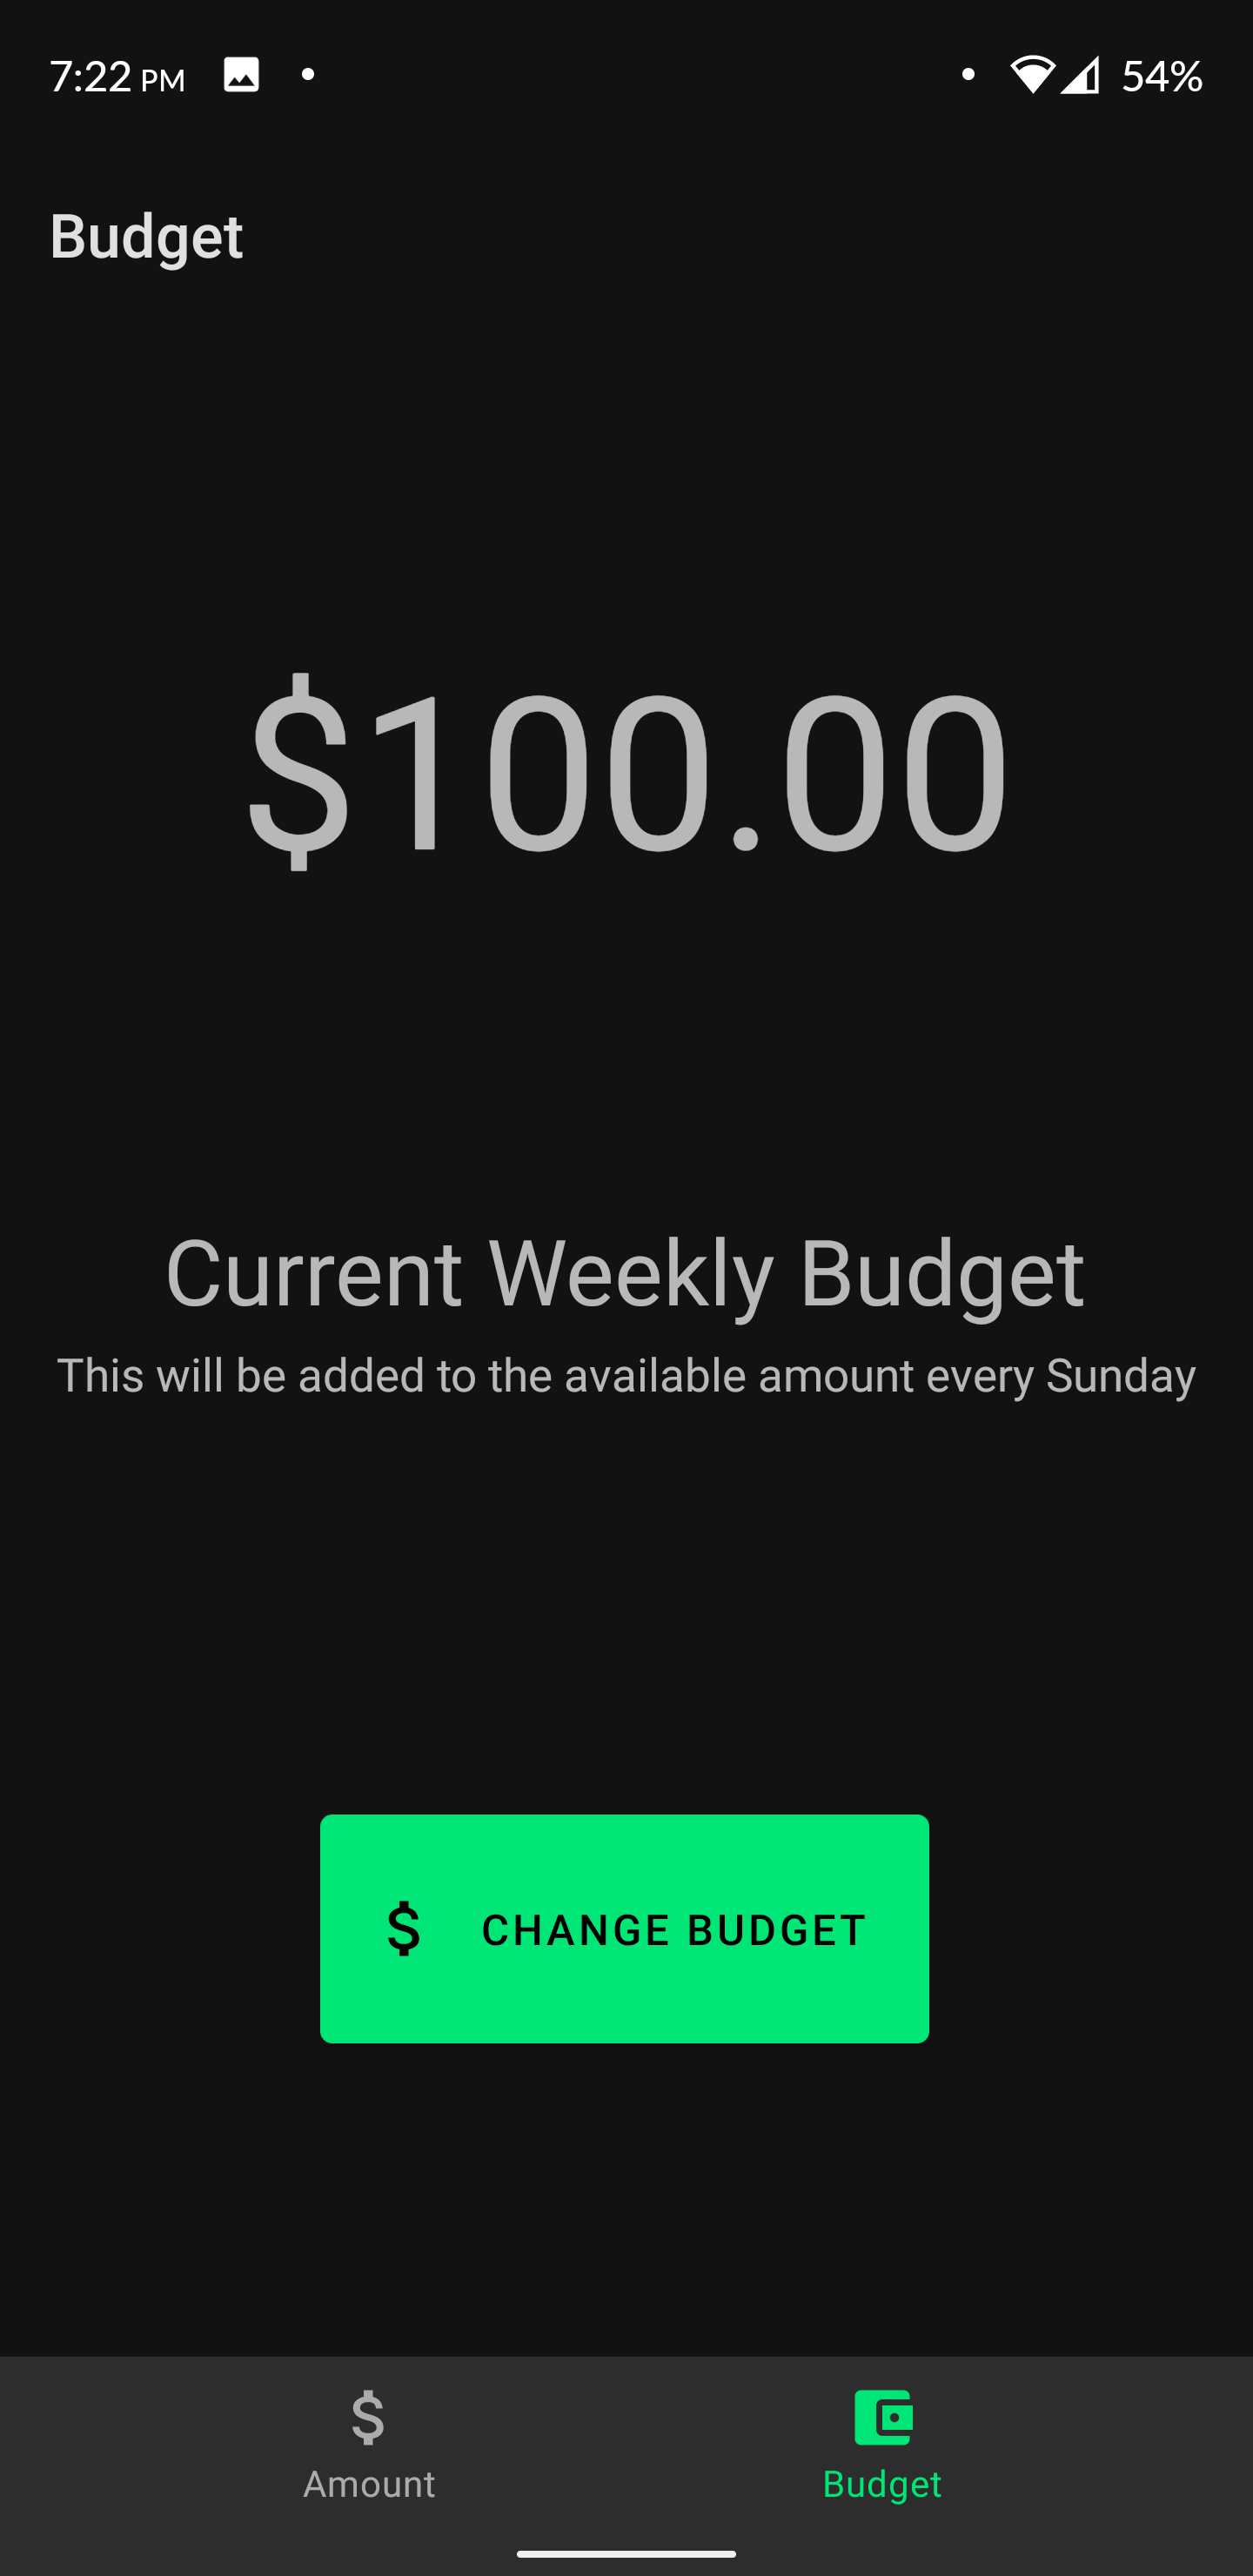 7:22 PM 54%
Budget
$100.00
Current Weekly Budget
This will be added to the available amount every Sunday
$ CHANGE BUDGET
$
Amount Budget